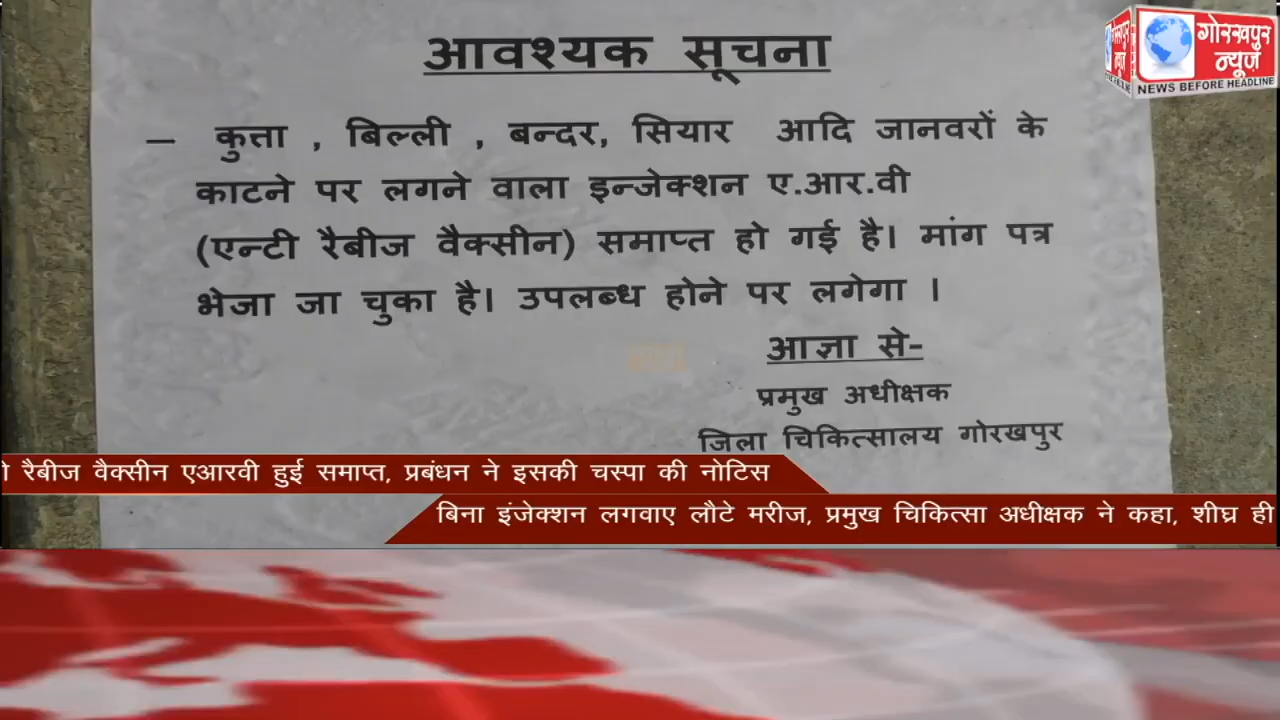 आवश्यक सूचना
गोरखपुर
न्यूज़
NEWS BEFORE HEADLINE
— कुत्ता , बिल्ली , बन्दर, सियार आदि जानवरों के
काटने पर लगने वाला इन्जेक्शन ए.आर.वी
(एन्टी रैबीज वैक्सीन) समाप्त हो गई है। मांग पत्र
भेजा जा चुका है। उपलब्ध होने पर लगेगा ।
आज्ञा से-
प्रमुख अधीक्षक
जिला चिकित्सालय गोरखपुर
रैबीज वैक्सीन एआरवी हुई समाप्त, प्रबंधन ने इसकी चस्पा की नोटिस
बिना इंजेक्शन लगवाए लौटे मरीज, प्रमुख चिकित्सा अधीक्षक ने कहा, शीघ्र ही